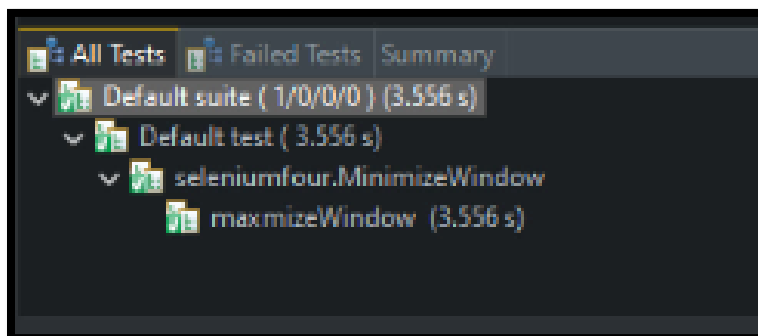 All Tests Failed Tests Summary
Default suite ( 1/0/0/0 ) (3.556 s)
Default test ( 3.556 s)
seleniumfour.MinimizeWindow
maxmizeWindow (3.556 s)